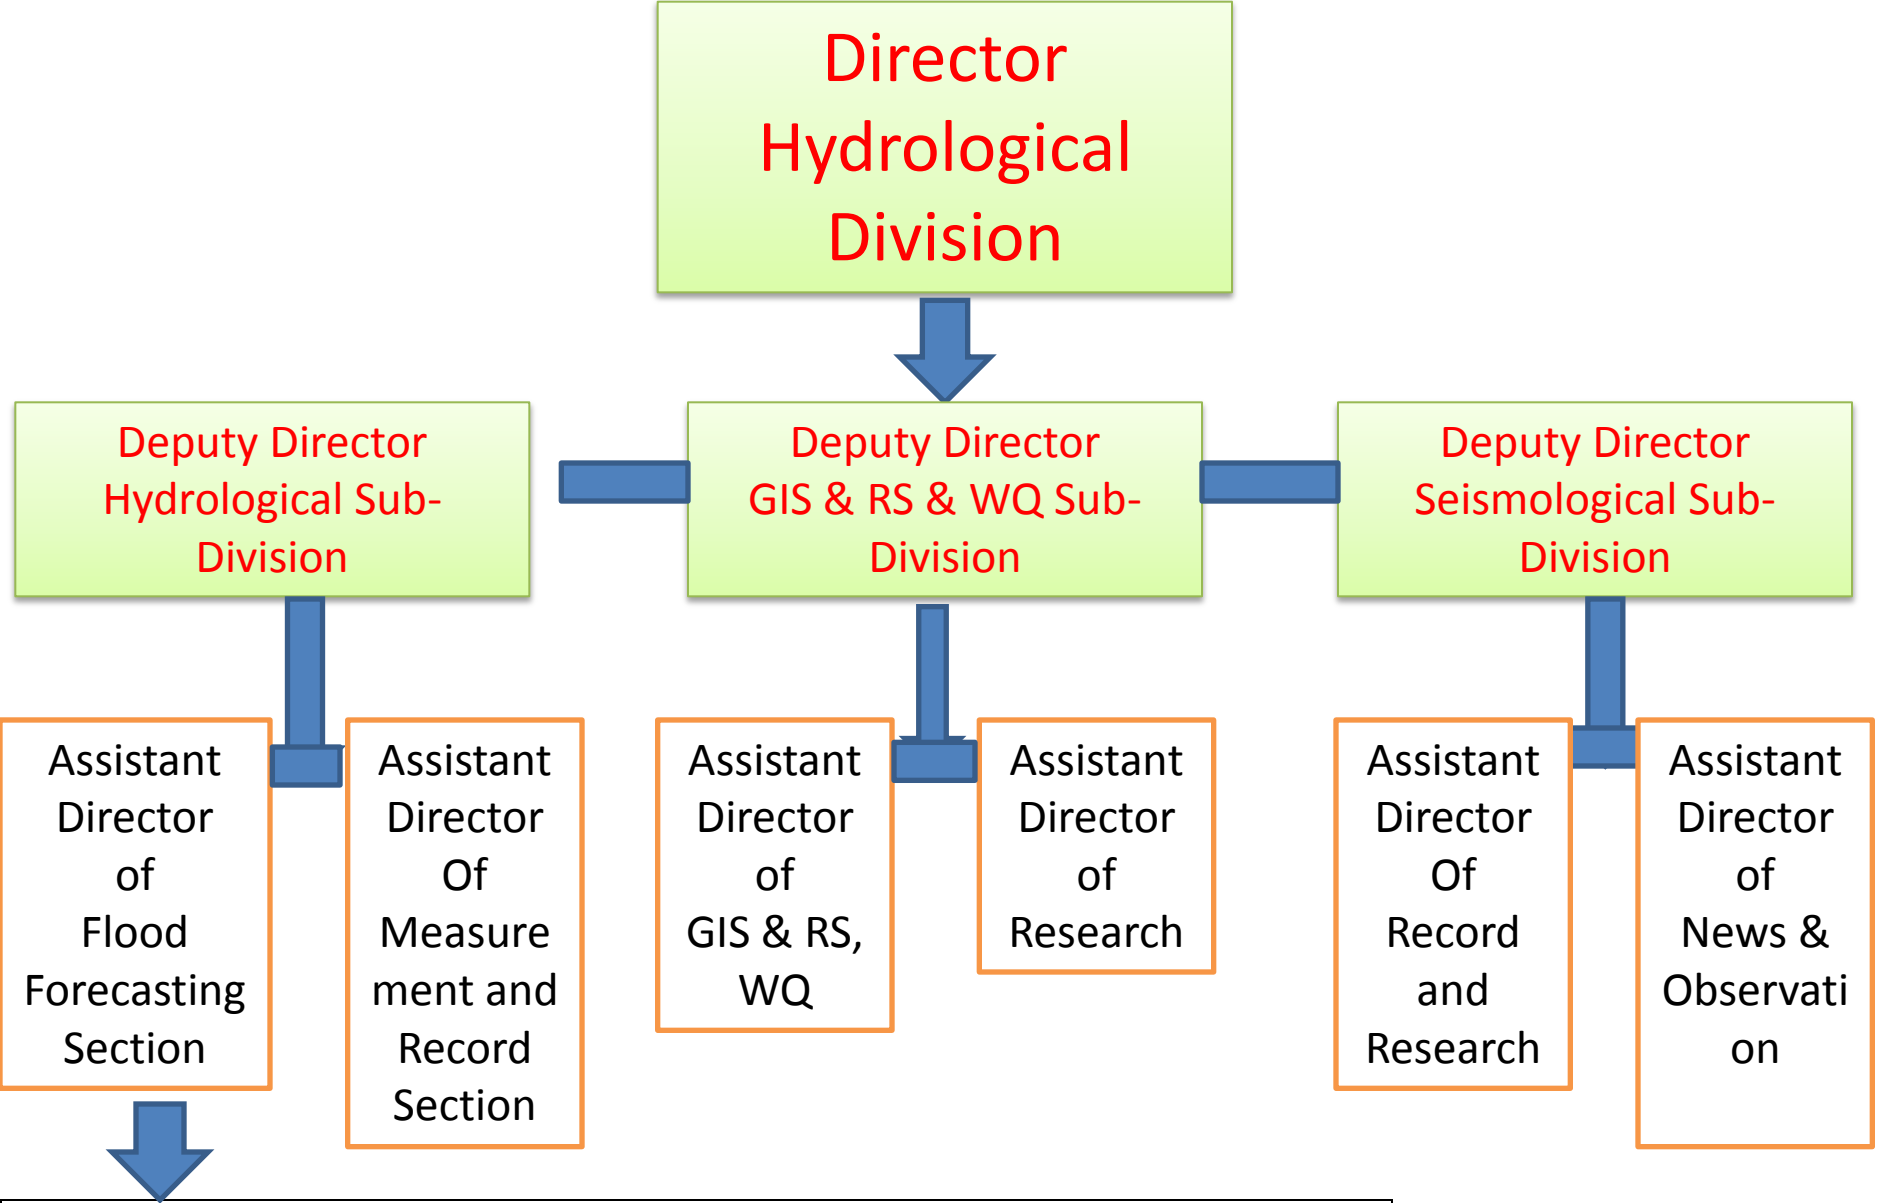 Director
Hydrological
Division
Deputy Director
Hydrological Sub-
Division
Deputy Director
GIS & RS & WQ Sub-
Division
Deputy Director
Seismological Sub-
Division
Assistant
Director
of
Flood
Forecasting
Section
Assistant
Director
Of
Measure
ment and
Record
Section
Assistant
Director
of
GIS & RS,
WQ
Assistant
Director
of
Research
Assistant
Director
Of
Record
and
Research
Assistant
Director
of
News &
Observati
on